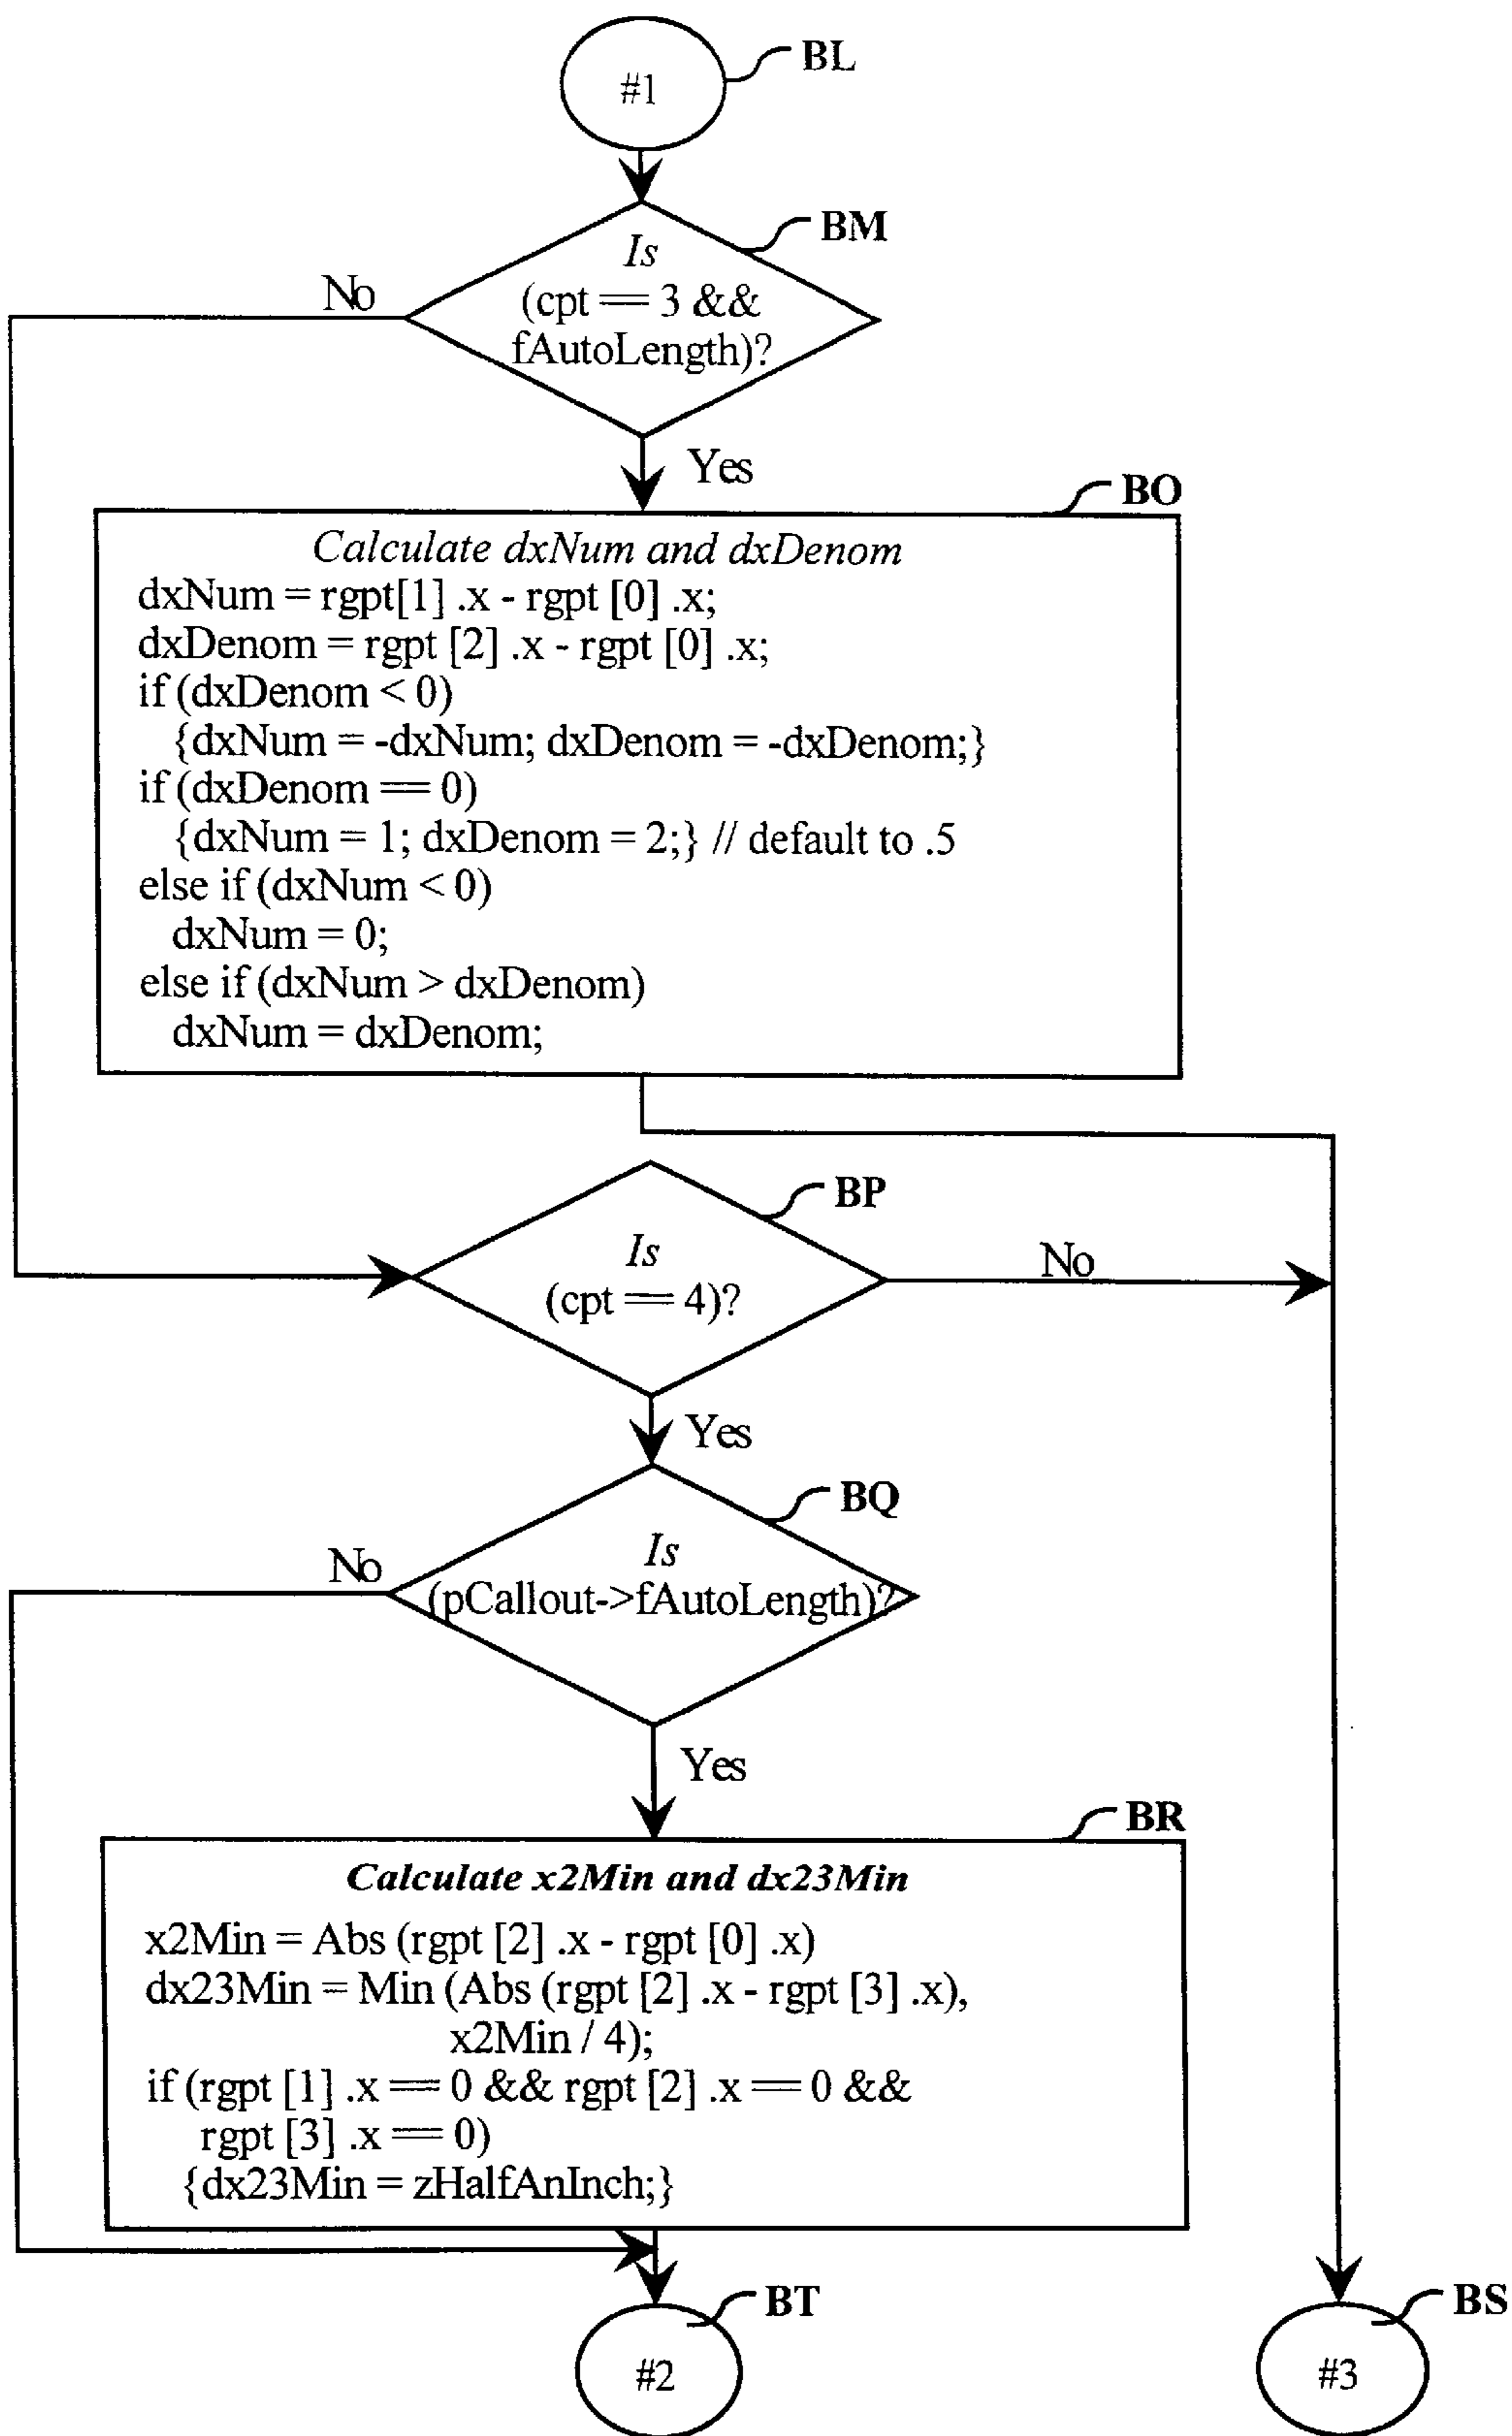 #1
BL
BM
Is
(cpt == 3 &&
fAutoLength)?
No
Yes
BO
Calculate dxNum and dxDenom
dxNum = rgpt[1] .x - rgpt [0] .x;
dxDenom = rgpt [2] .x - rgpt [0] .x;
if (dxDenom < 0)
{dxNum = -dxNum; dxDenom = -dxDenom;}
if (dxDenom == 0)
{dxNum = 1; dxDenom = 2;} // default to .5
else if (dxNum < 0)
dxNum = 0;
else if (dxNum > dxDenom)
dxNum = dxDenom;
BP
Is
(cpt == 4)?
No
Yes
BQ
Is
(pCallout->fAutoLength)?
No
Yes
BR
Calculate x2Min and dx23Min
x2Min = Abs (rgpt [2] .x - rgpt [0] .x)
dx23Min = Min (Abs (rgpt [2] .x - rgpt [3] .x),
x2Min / 4);
if (rgpt [1] .x == 0 && rgpt [2] .x == 0 &&
rgpt [3] .x == 0)
{dx23Min = zHalfAnInch;}
BT
#2
BS
#3